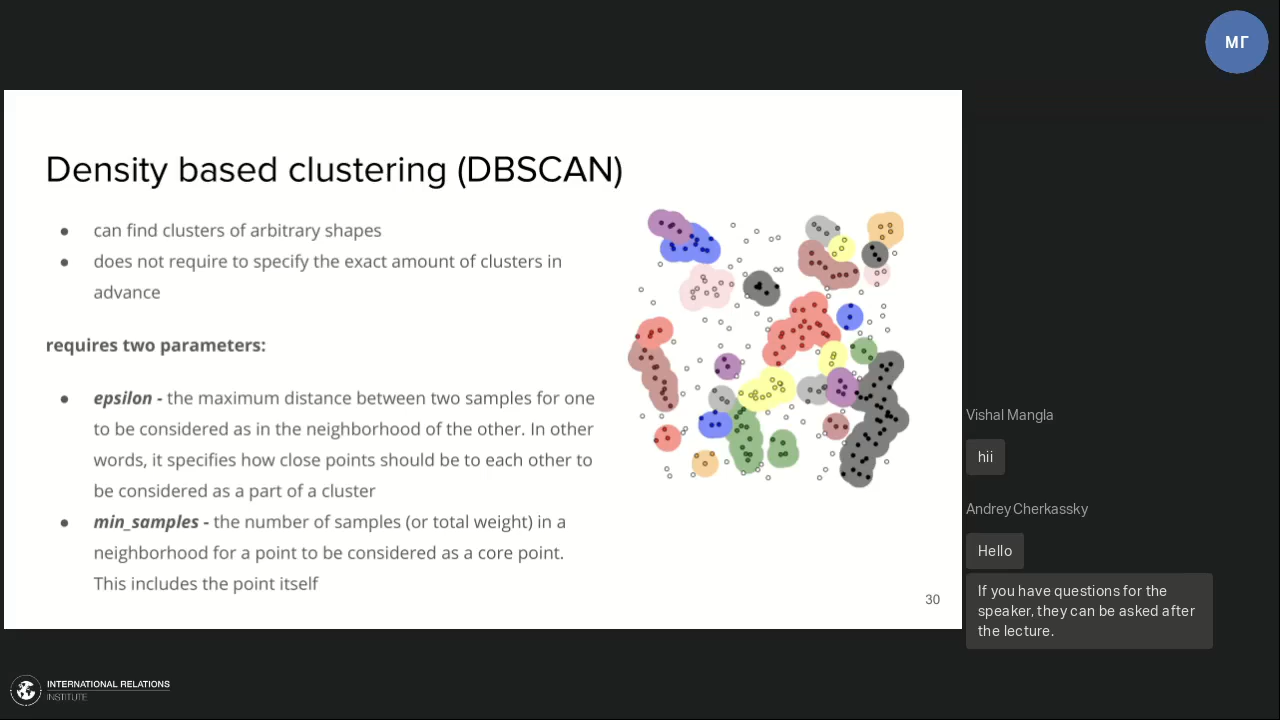 МГ
Density based clustering (DBSCAN)
● can find clusters of arbitrary shapes
● does not require to specify the exact amount of clusters in
advance
requires two parameters:
● epsilon - the maximum distance between two samples for one
to be considered as in the neighborhood of the other. In other
words, it specifies how close points should be to each other to
be considered as a part of a cluster
● min_samples - the number of samples (or total weight) in a
neighborhood for a point to be considered as a core point.
This includes the point itself
30
Vishal Mangla
hii
Andrey Cherkassky
Hello
If you have questions for the
speaker, they can be asked after
the lecture.
INTERNATIONAL RELATIONS
INSTITUTE